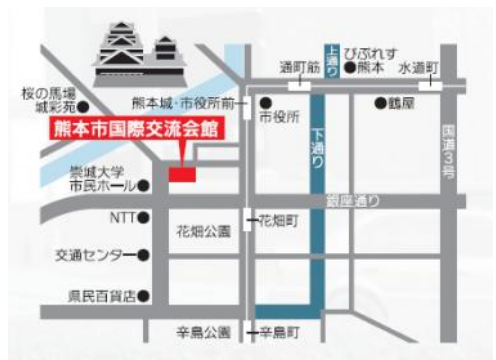 上通り
びぷれす
熊本
通町筋
水道町
桜の馬場
城彩苑
熊本城・市役所前
市役所
鶴屋
熊本市国際交流会館
下通り
国道3号
崇城大学
市民ホール
銀座通り
NTT
花畑公園
花畑町
交通センター
県民百貨店
辛島公園
辛島町